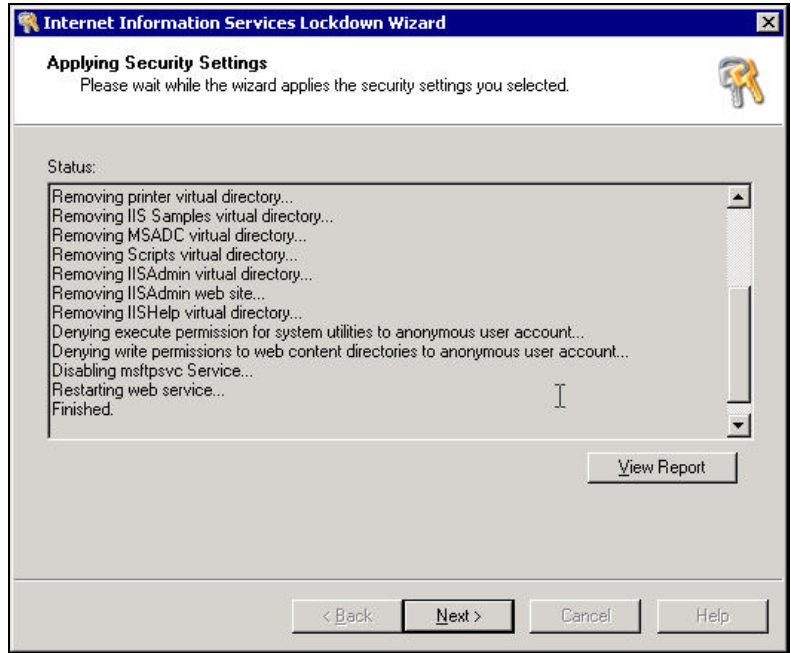 Internet Information Services Lockdown Wizard
Applying Security Settings
Please wait while the wizard applies the security settings you selected.
Status:
Removing printer virtual directory...
Removing IIS Samples virtual directory...
Removing MSADC virtual directory...
Removing Scripts virtual directory...
Removing IISAdmin virtual directory...
Removing IISAdmin web site...
Removing IISHelp virtual directory...
Denying execute permission for system utilities to anonymous user account...
Denying write permissions to web content directories to anonymous user account...
Disabling msftpsvc Service...
Restarting web service...
Finished.
View Report
< Back Next > Cancel Help